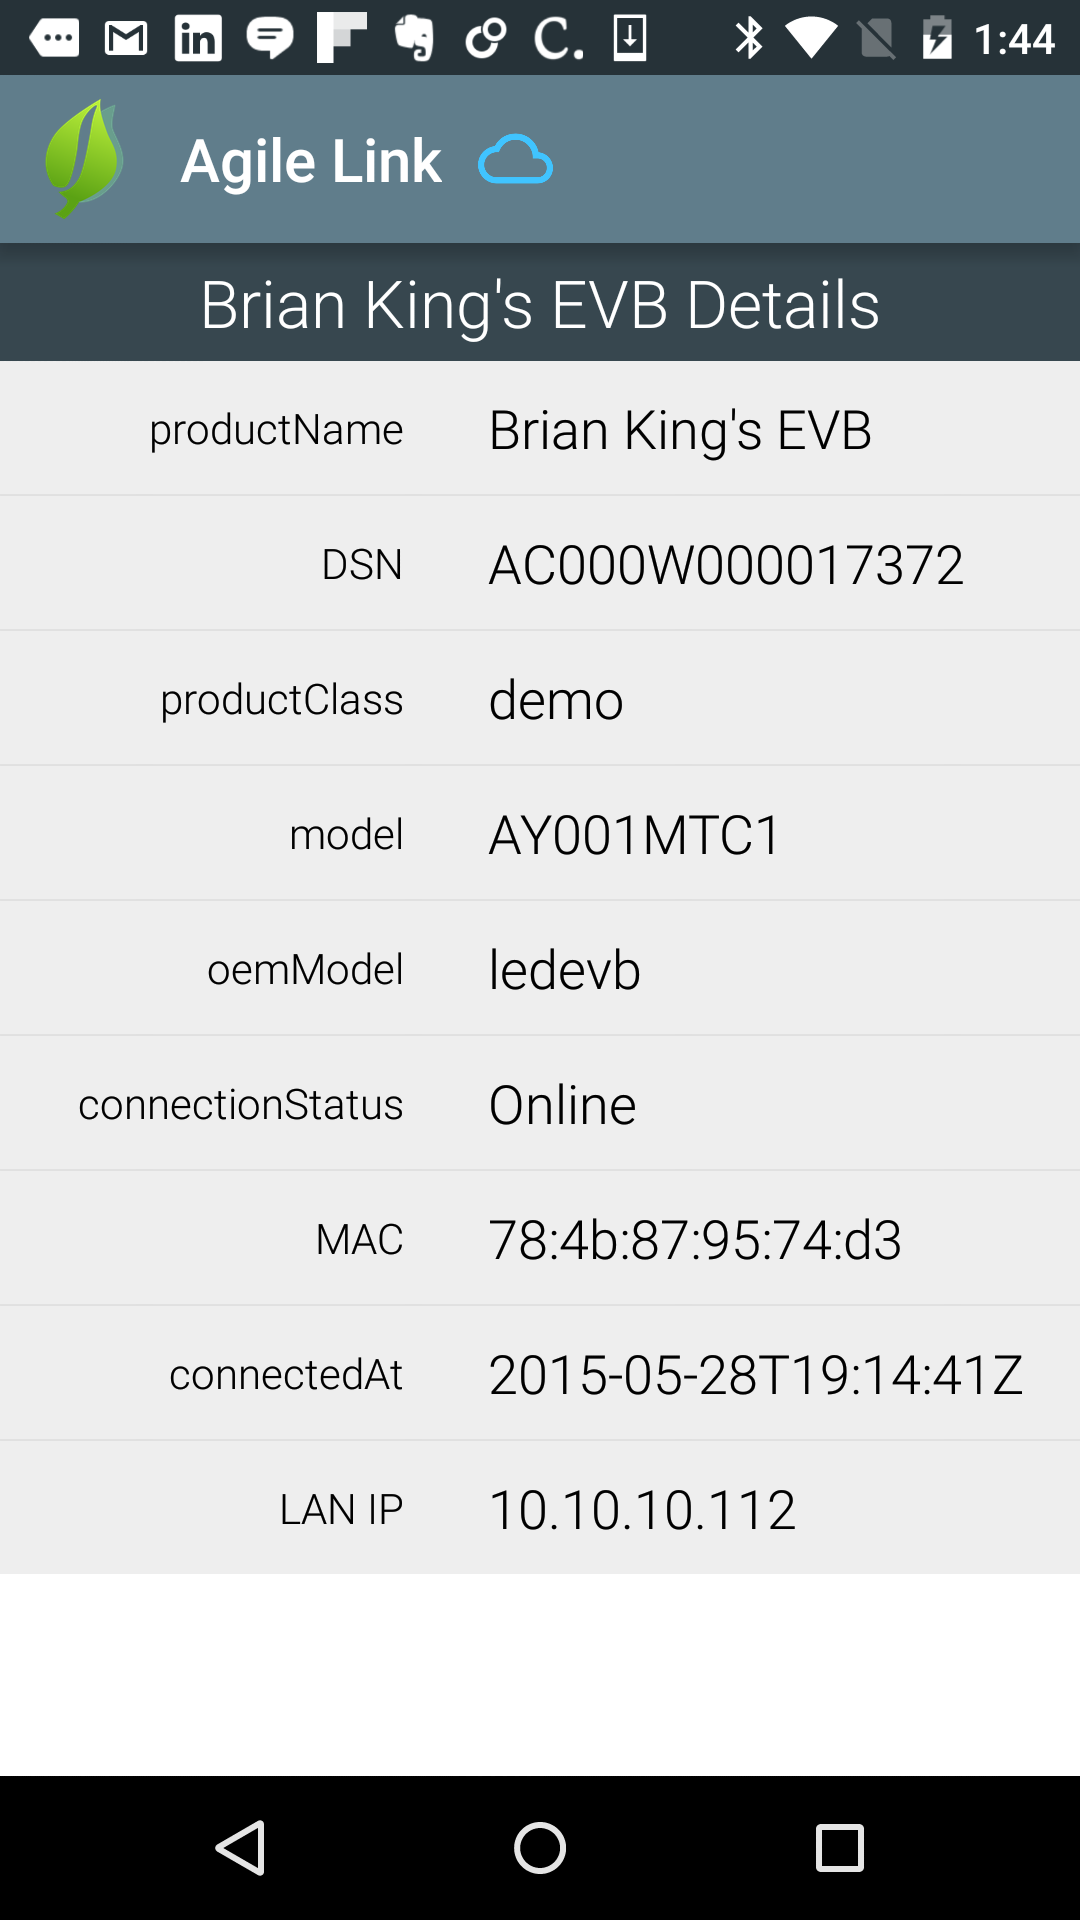 1:44
Agile Link
Brian King's EVB Details
productName Brian King's EVB
DSN AC000W000017372
productClass demo
model AY001MTC1
oemModel ledevb
connectionStatus Online
MAC 78:4b:87:95:74:d3
connectedAt 2015-05-28T19:14:41Z
LAN IP 10.10.10.112